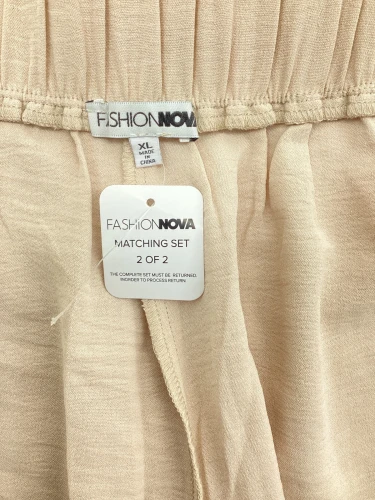 FASHIONNOVA
XL
MADE
IN
CHINA
FASHIONNOVA
MATCHING SET
2 OF 2
THE COMPLETE SET MUST BE RETURNED
IN ORDER TO PROCESS RETURN